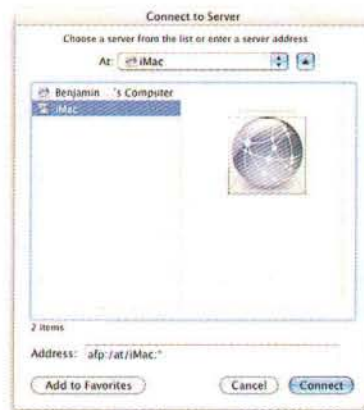 Connect to Server
Choose a server from the list or enter a server address
At: iMac
Benjamin ...'s Computer
iMac
2 items
Address: afp:/at/iMac:*
Add to Favorites
Cancel
Connect